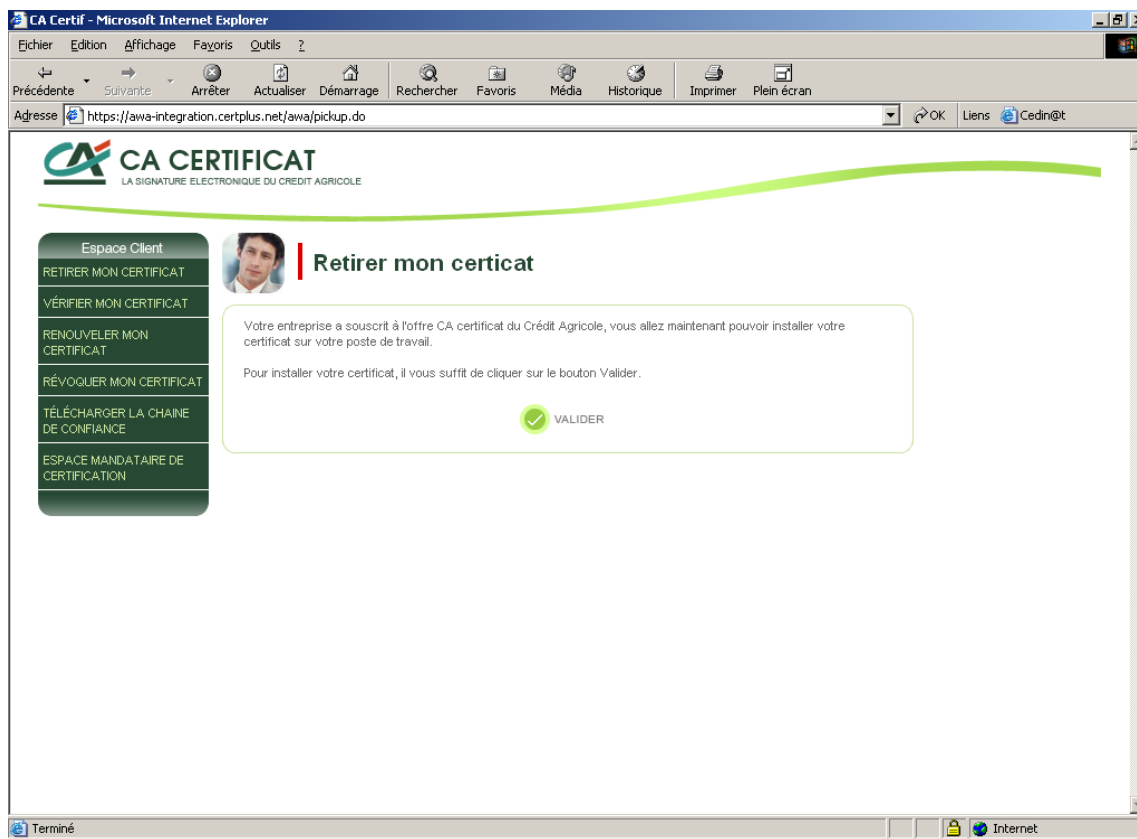 CA Certif - Microsoft Internet Explorer
Fichier Edition Affichage Favoris Outils ?
Précédente Suivante Arrêter Actualiser Démarrage Rechercher Favoris Média Historique Imprimer Plein écran
Adresse https://awa-integration.certplus.net/awa/pickup.do OK Liens Cedin@t
CA CERTIFICAT
LA SIGNATURE ELECTRONIQUE DU CREDIT AGRICOLE
Espace Client
RETIRER MON CERTIFICAT
VÉRIFIER MON CERTIFICAT
RENOUVELER MON
CERTIFICAT
RÉVOQUER MON CERTIFICAT
TÉLÉCHARGER LA CHAINE
DE CONFIANCE
ESPACE MANDATAIRE DE
CERTIFICATION
Retirer mon certicat
Votre entreprise a souscrit à l'offre CA certificat du Crédit Agricole, vous allez maintenant pouvoir installer votre
certificat sur votre poste de travail.
Pour installer votre certificat, il vous suffit de cliquer sur le bouton Valider.
VALIDER
Terminé Internet